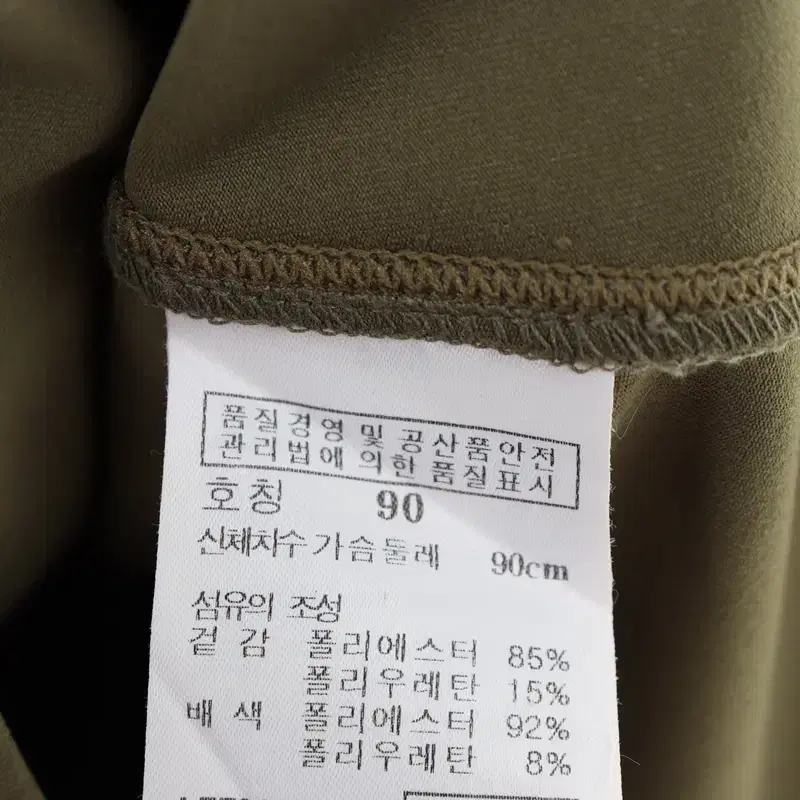 품질경영 및 공산품안전
관리법에 의한 품질표시
호칭 90
신체치수 가슴둘레 90cm
섬유의 조성
겉 감 폴리에스터 85%
폴리우레탄 15%
배 색 폴리에스터 92%
폴리우레탄 8%